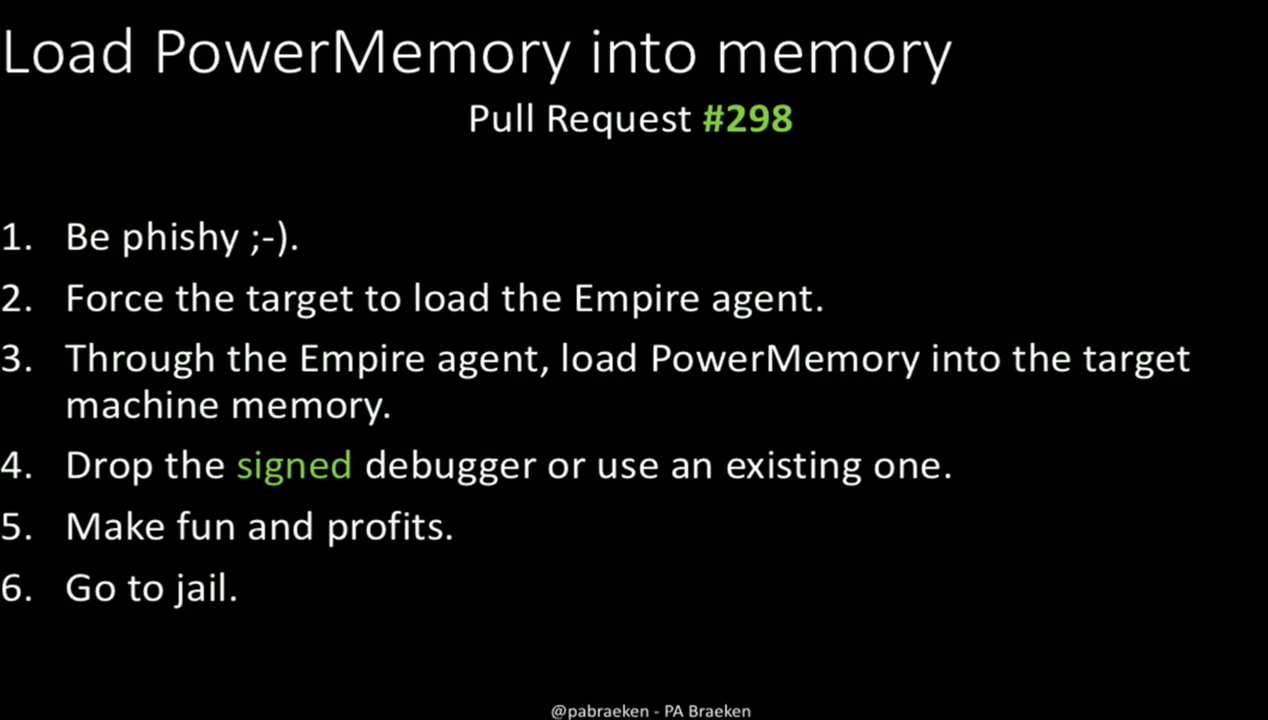 Load PowerMemory into memory
Pull Request #298
1. Be phishy ;-).
2. Force the target to load the Empire agent.
3. Through the Empire agent, load PowerMemory into the target
machine memory.
4. Drop the signed debugger or use an existing one.
5. Make fun and profits.
6. Go to jail.
@pabraeken - PA Braeken